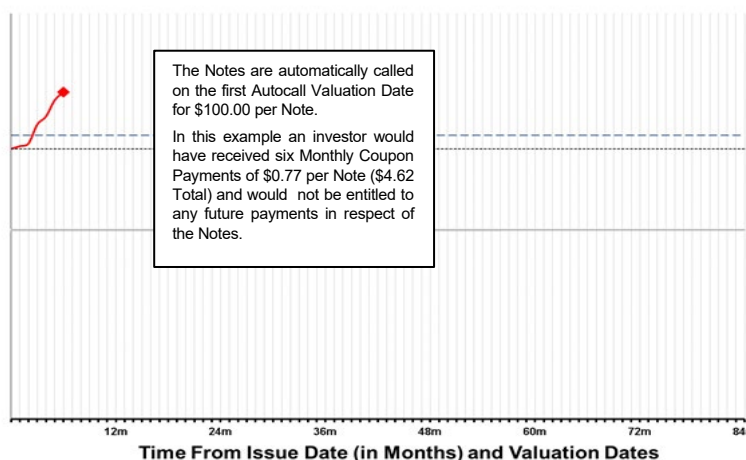 The Notes are automatically called
on the first Autocall Valuation Date
for $100.00 per Note.
In this example an investor would
have received six Monthly Coupon
Payments of $0.77 per Note ($4.62
Total) and would not be entitled to
any future payments in respect of
the Notes.
12m 24m 36m 48m 60m 72m 84
Time From Issue Date (in Months) and Valuation Dates